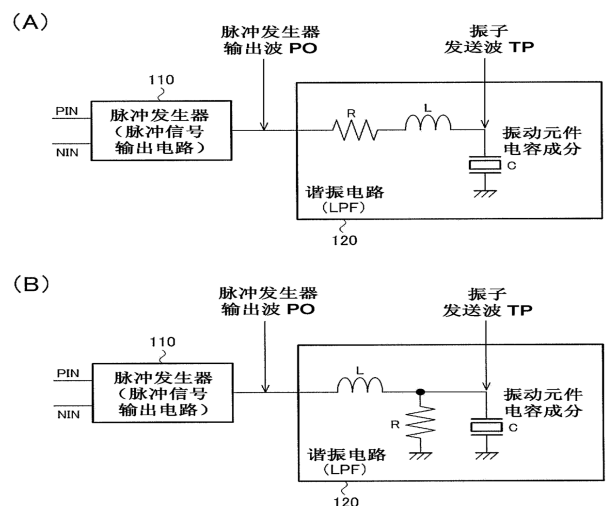 (A)
脉冲发生器
输出波 PO
振子
发送波 TP
110
PIN
NIN
脉冲发生器
(脉冲信号
输出电路)
R
L
振动元件
电容成分
C
谐振电路
(LPF)
120
(B)
脉冲发生器
输出波 PO
振子
发送波 TP
110
PIN
NIN
脉冲发生器
(脉冲信号
输出电路)
L
R
振动元件
电容成分
C
谐振电路
(LPF)
120